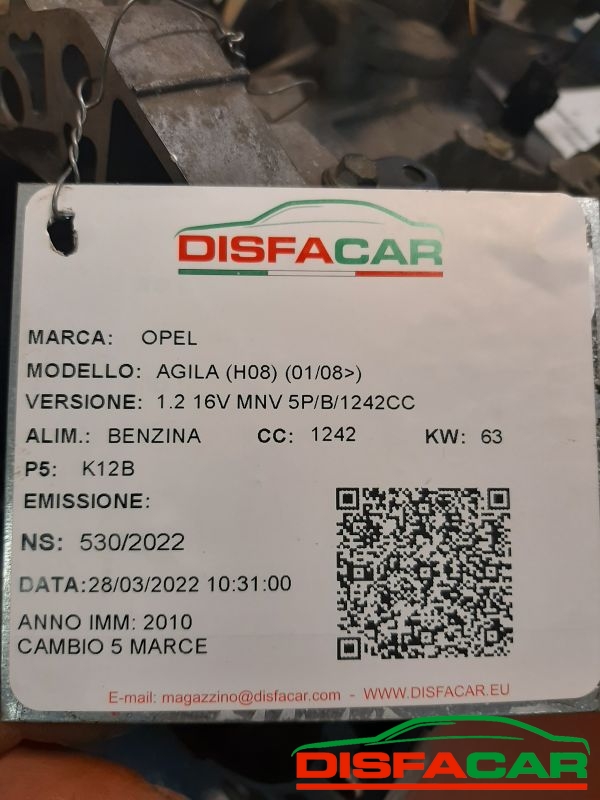 DISFACAR
MARCA: OPEL
MODELLO: AGILA (H08) (01/08>)
VERSIONE: 1.2 16V MNV 5P/B/1242CC
ALIM.: BENZINA CC: 1242 KW: 63
P5: K12B
EMISSIONE:
NS: 530/2022
DATA:28/03/2022 10:31:00
ANNO IMM: 2010
CAMBIO 5 MARCE
E-mail: magazzino@disfacar.com - WWW.DISFACAR.EU
DISFACAR